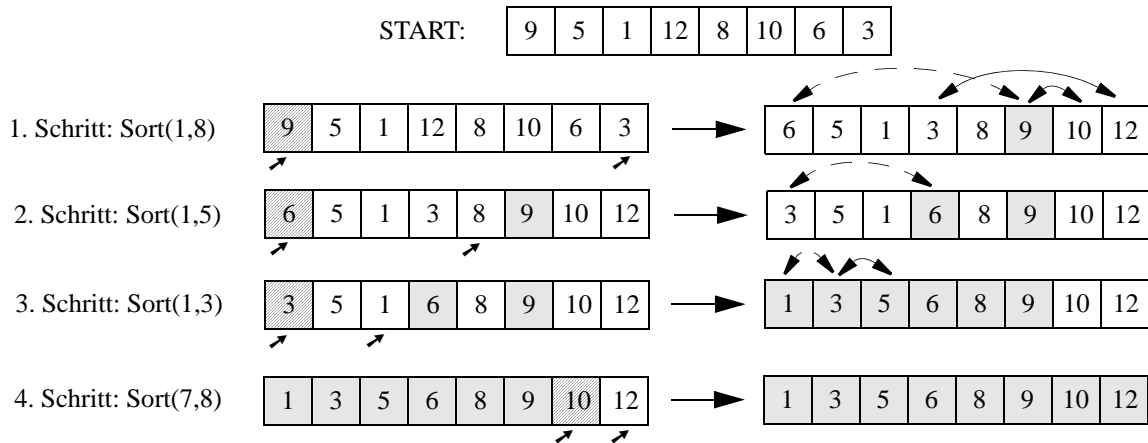 START: 9 5 1 12 8 10 6 3
1. Schritt: Sort(1,8) 9 5 1 12 8 10 6 3 6 5 1 3 8 9 10 12
2. Schritt: Sort(1,5) 6 5 1 3 8 9 10 12 3 5 1 6 8 9 10 12
3. Schritt: Sort(1,3) 3 5 1 6 8 9 10 12 1 3 5 6 8 9 10 12
4. Schritt: Sort(7,8) 1 3 5 6 8 9 10 12 1 3 5 6 8 9 10 12